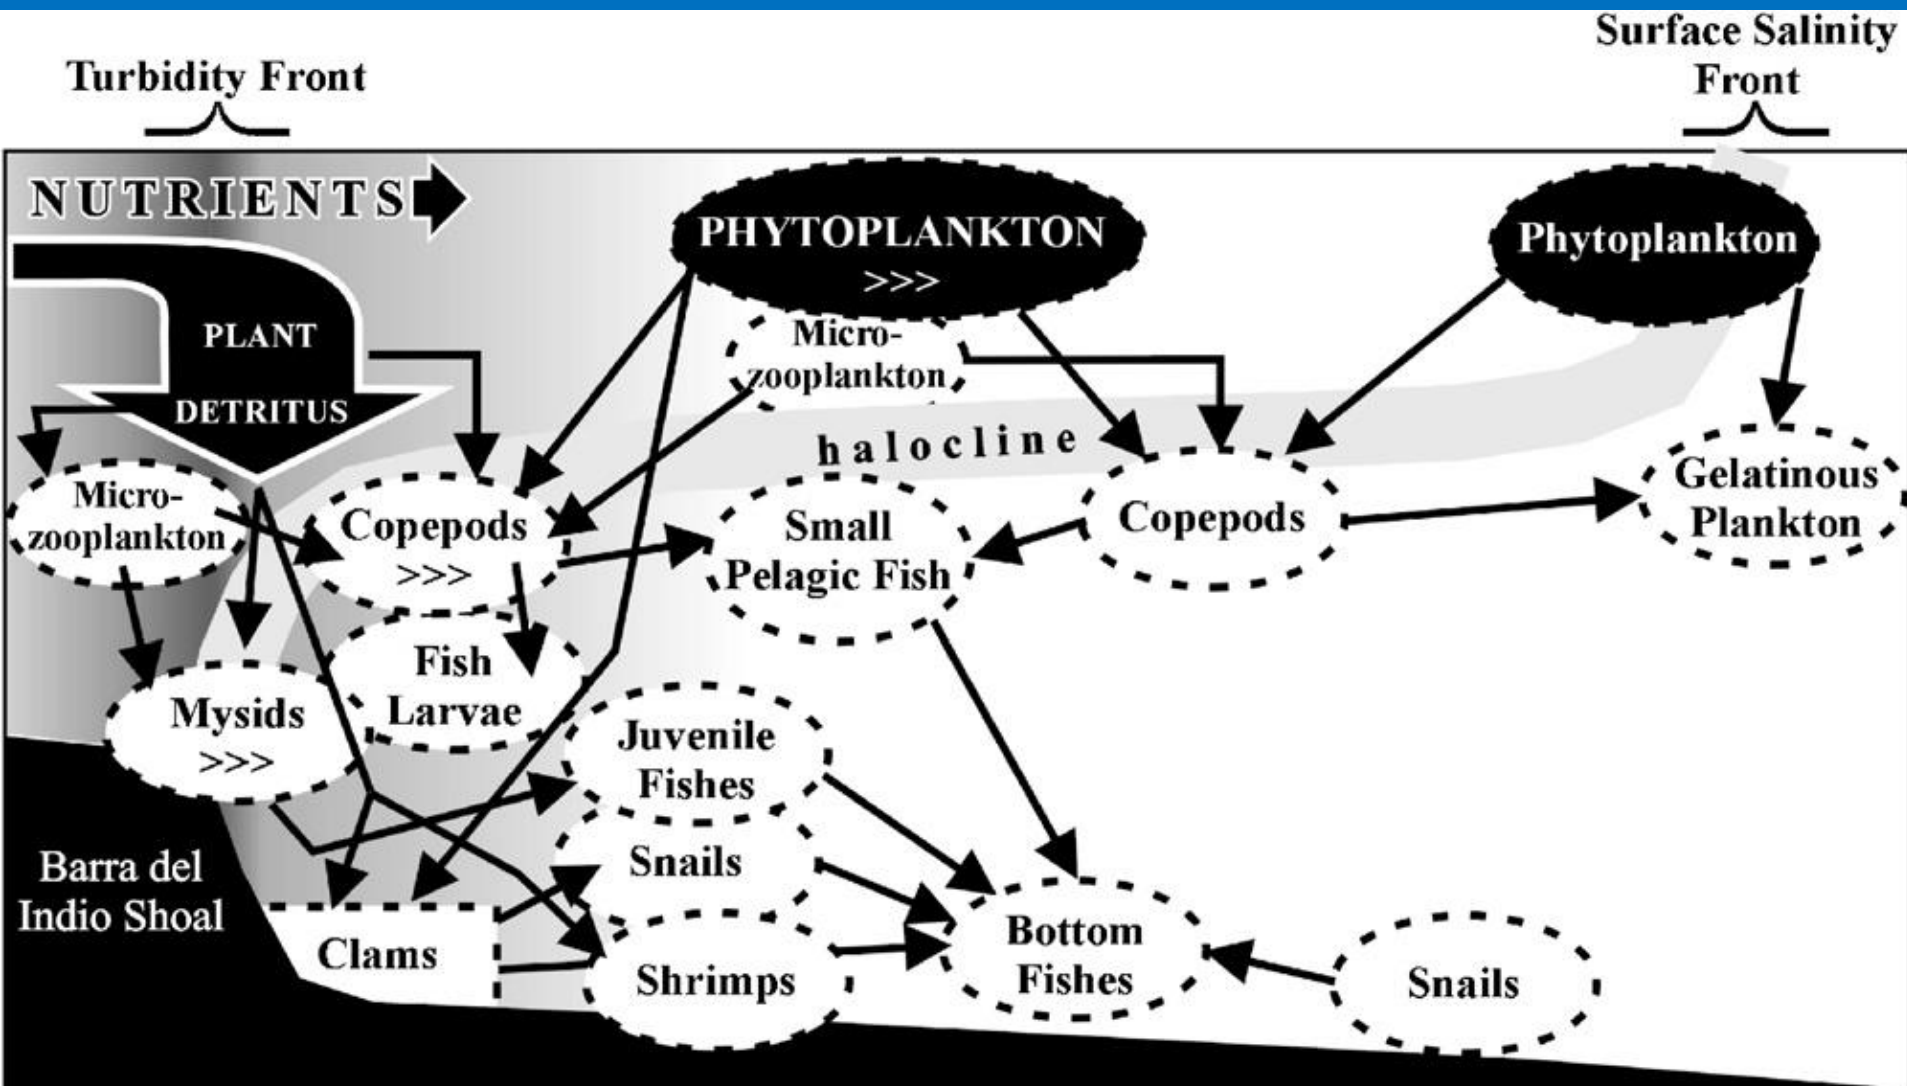 Surface Salinity
Front
Turbidity Front
NUTRIENTS
PHYTOPLANKTON
>>>
Phytoplankton
PLANT
DETRITUS
Micro-
zooplankton
halocline
Micro-
zooplankton
Copepods
>>>
Small
Pelagic Fish
Copepods
Gelatinous
Plankton
Mysids
>>>
Fish
Larvae
Juvenile
Fishes
Snails
Barra del
Indio Shoal
Clams
Shrimps
Bottom
Fishes
Snails